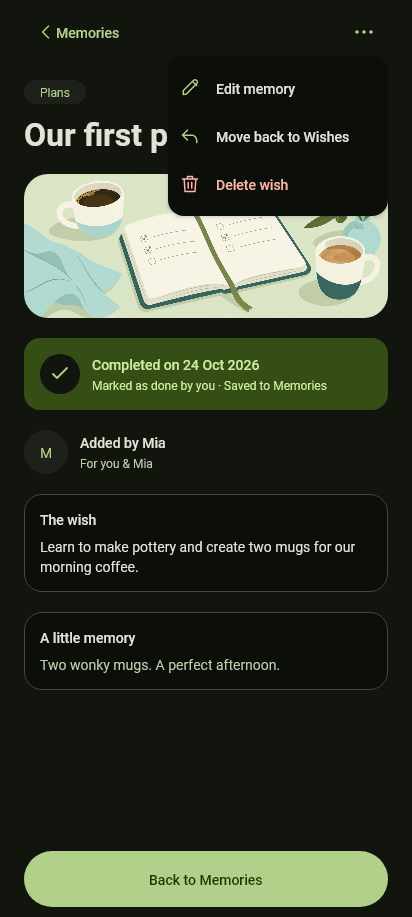 Memories
Plans
Edit memory
Our first p
Move back to Wishes
Delete wish
Completed on 24 Oct 2026
Marked as done by you · Saved to Memories
M
Added by Mia
For you & Mia
The wish
Learn to make pottery and create two mugs for our
morning coffee.
A little memory
Two wonky mugs. A perfect afternoon.
Back to Memories